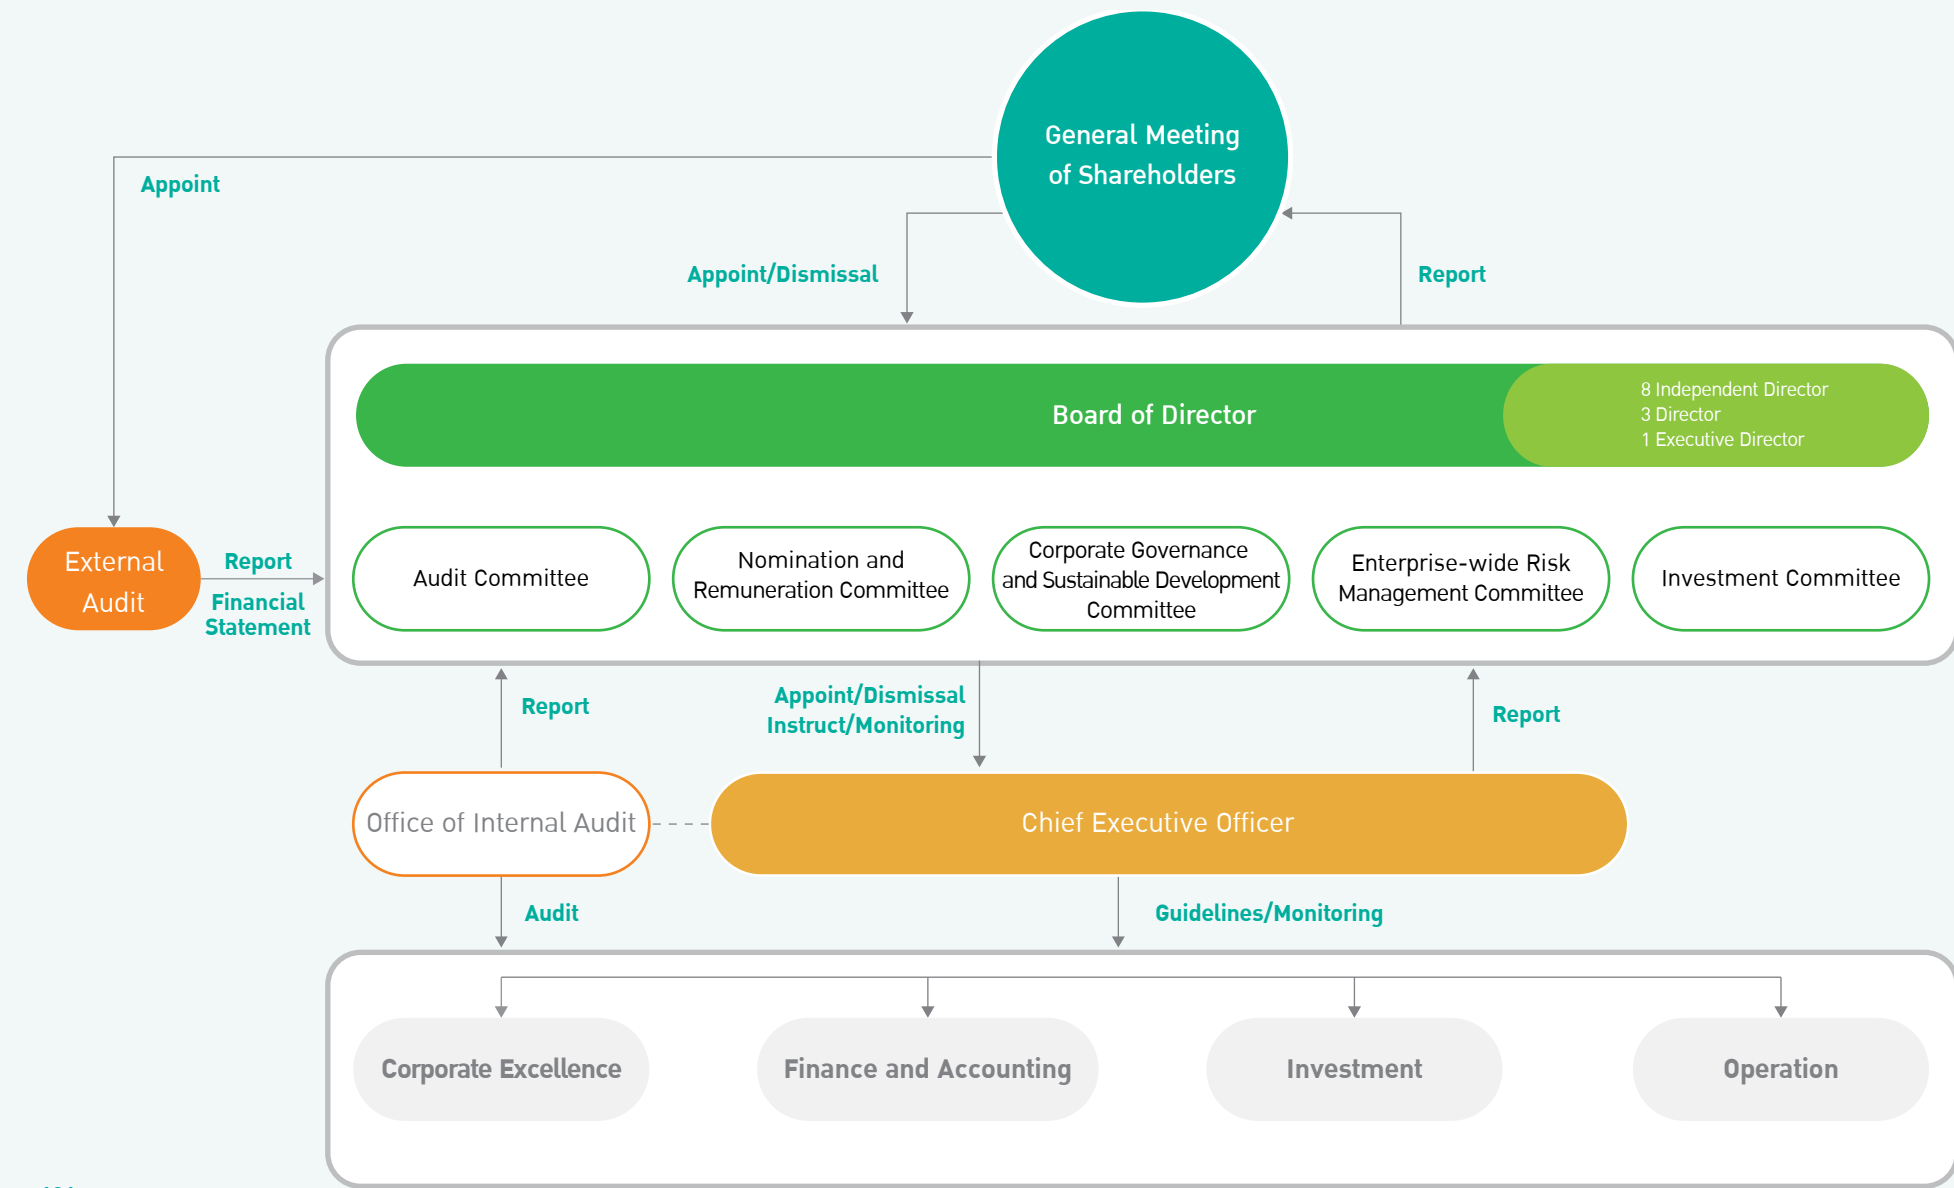 General Meeting
of Shareholders
Appoint
Appoint/Dismissal
Report
Board of Director
8 Independent Director
3 Director
1 Executive Director
External
Audit
Report
Financial
Statement
Audit Committee
Nomination and
Remuneration Committee
Corporate Governance
and Sustainable Development
Committee
Enterprise-wide Risk
Management Committee
Investment Committee
Report
Appoint/Dismissal
Instruct/Monitoring
Report
Office of Internal Audit
Chief Executive Officer
Audit
Guidelines/Monitoring
Corporate Excellence
Finance and Accounting
Investment
Operation